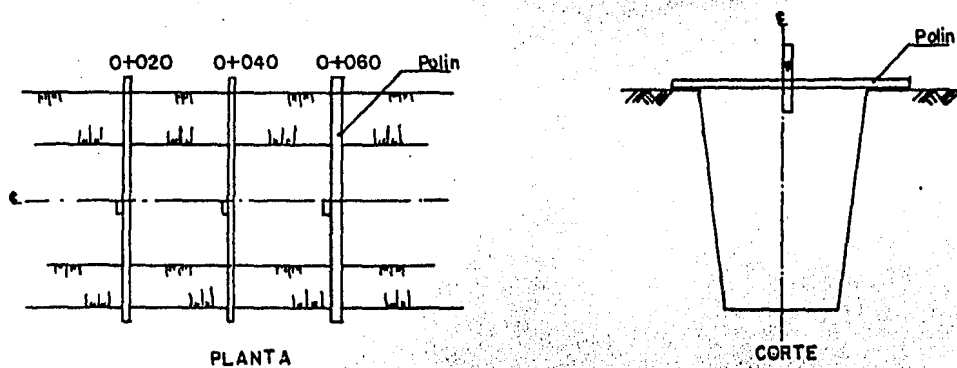 0+020 0+040 0+060 Polin
℄
PLANTA
℄
Polin
CORTE